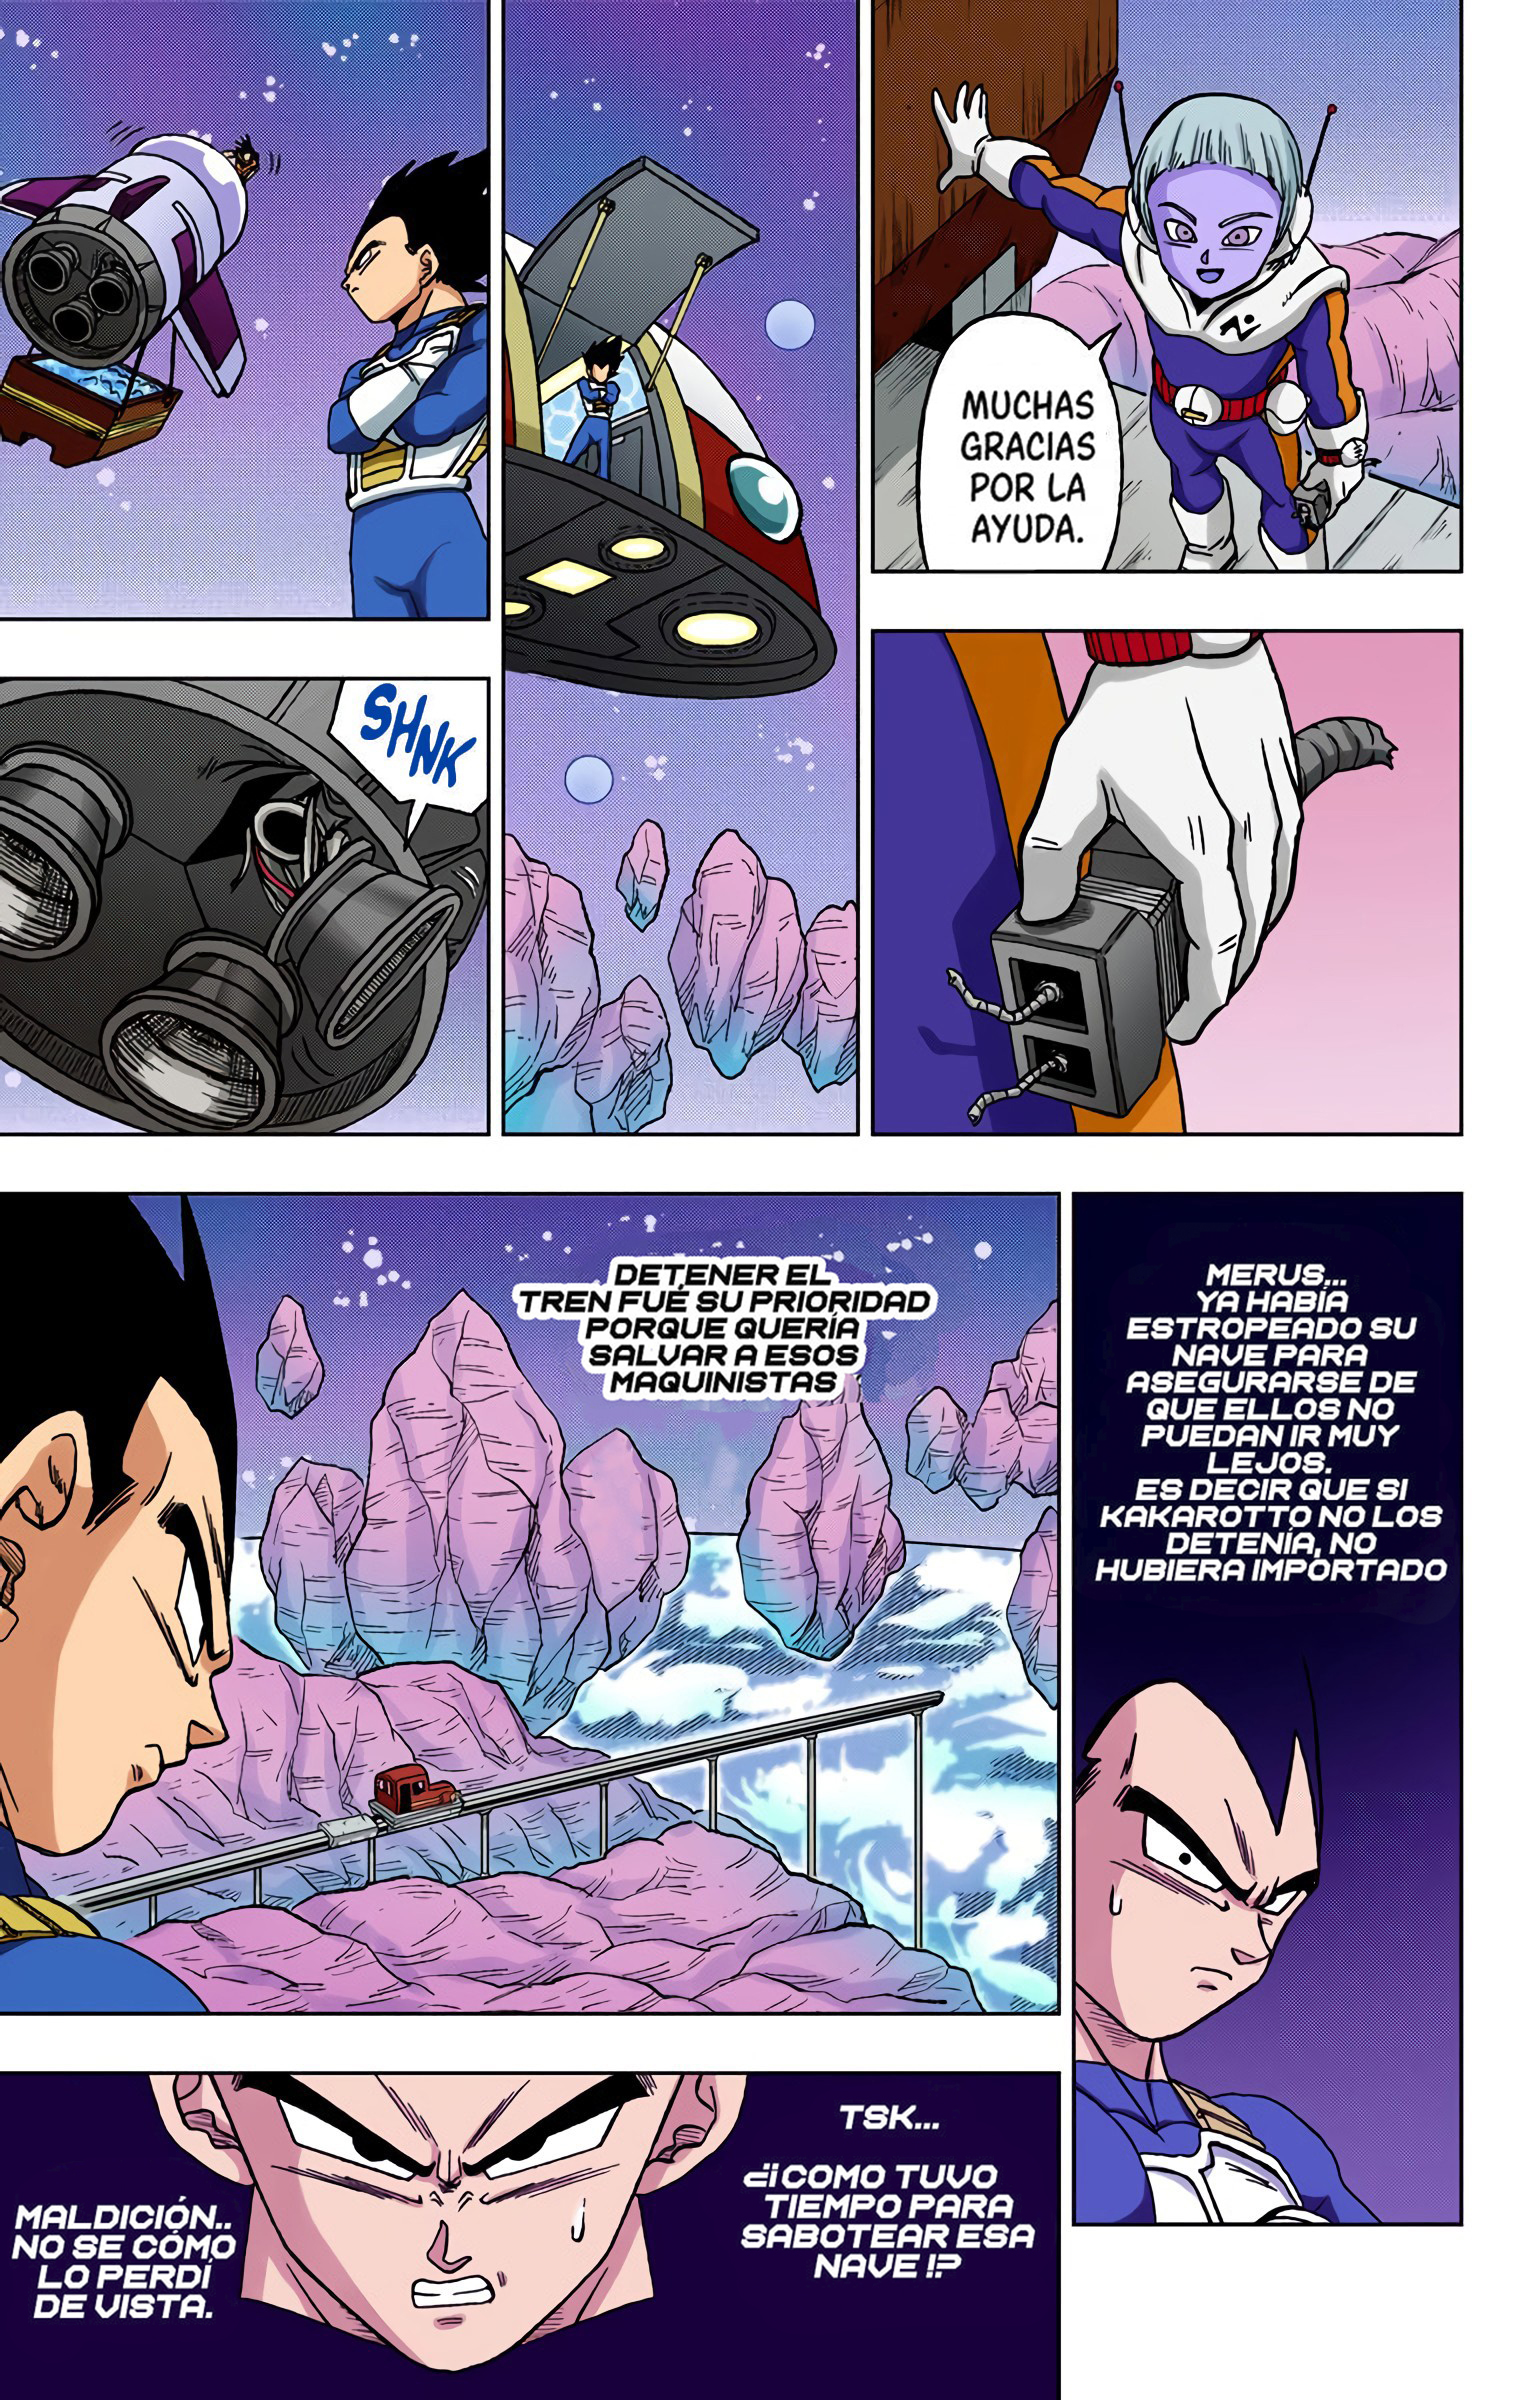 MUCHAS
GRACIAS
POR LA
AYUDA.
SHNK
MERUS...
YA HABÍA
ESTROPEADO SU
NAVE PARA
ASEGURARSE DE
QUE ELLOS NO
PUEDAN IR MUY
LEJOS.
ES DECIR QUE SI
KAKAROTTO NO LOS
DETENÍA, NO
HUBIERA IMPORTADO
DETENER EL
TREN FUÉ SU PRIORIDAD
PORQUE QUERÍA
SALVAR A ESOS
MAQUINISTAS
TSK...
¿¡COMO TUVO
TIEMPO PARA
SABOTEAR ESA
NAVE !?
MALDICIÓN..
NO SE CÓMO
LO PERDÍ
DE VISTA.